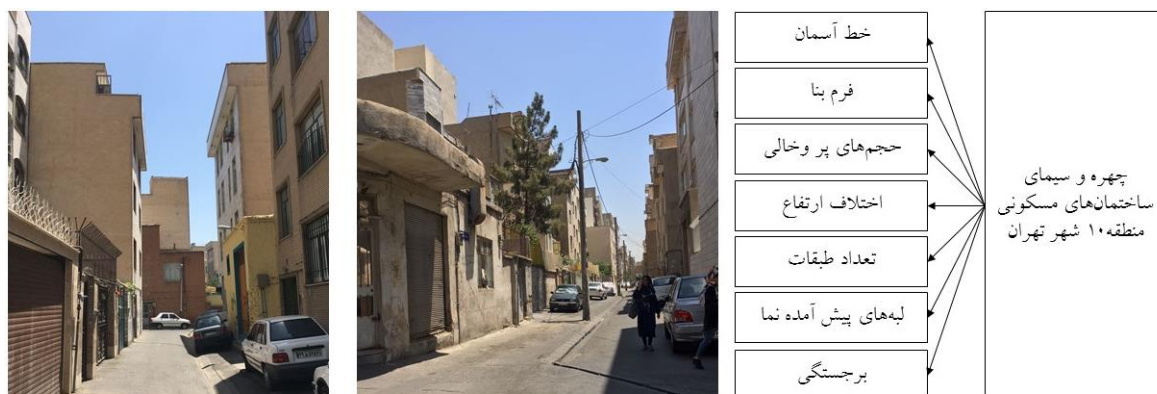 خط آسمان
فرم بنا
حجم‌های پر وخالی
اختلاف ارتفاع
تعداد طبقات
لبه‌های پیش آمده نما
برجستگی
چهره و سیمای
ساختمان‌های مسکونی
منطقه۱۰ شهر تهران